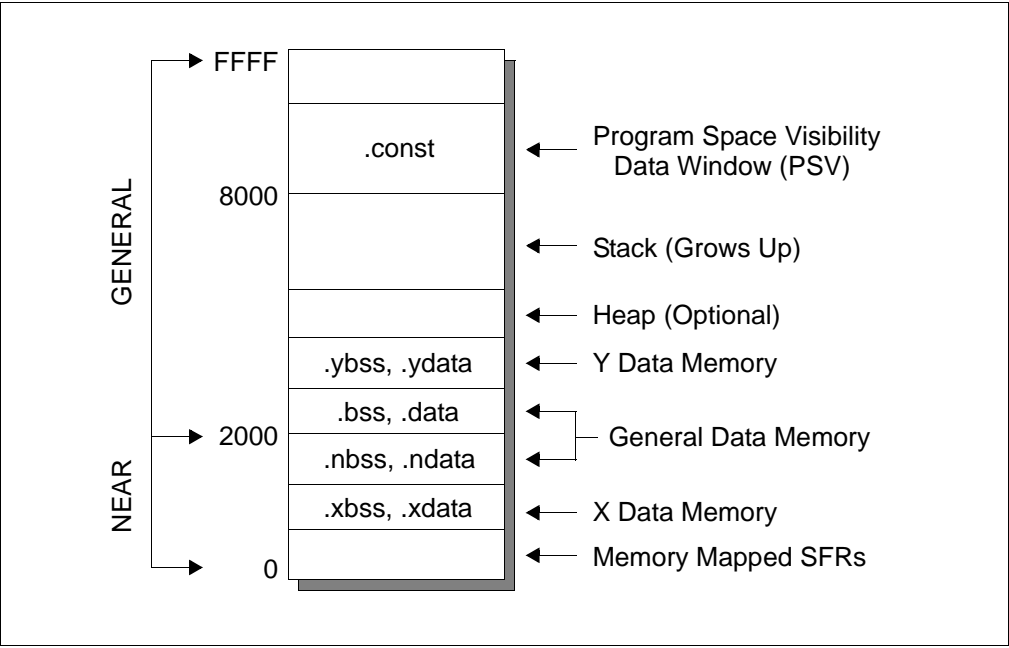 FFFF
.const
Program Space Visibility
Data Window (PSV)
8000
GENERAL
Stack (Grows Up)
Heap (Optional)
.ybss, .ydata
Y Data Memory
.bss, .data
2000
General Data Memory
.nbss, .ndata
NEAR
.xbss, .xdata
X Data Memory
0
Memory Mapped SFRs